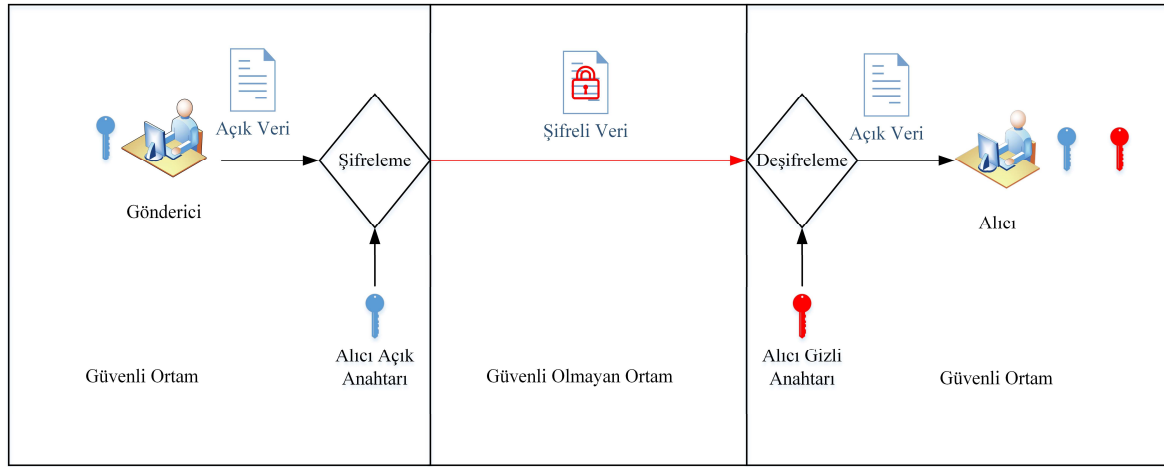 Açık Veri
Şifreleme
Gönderici
Alıcı Açık
Anahtarı
Güvenli Ortam
Şifreli Veri
Güvenli Olmayan Ortam
Açık Veri
Deşifreleme
Alıcı
Alıcı Gizli
Anahtarı
Güvenli Ortam